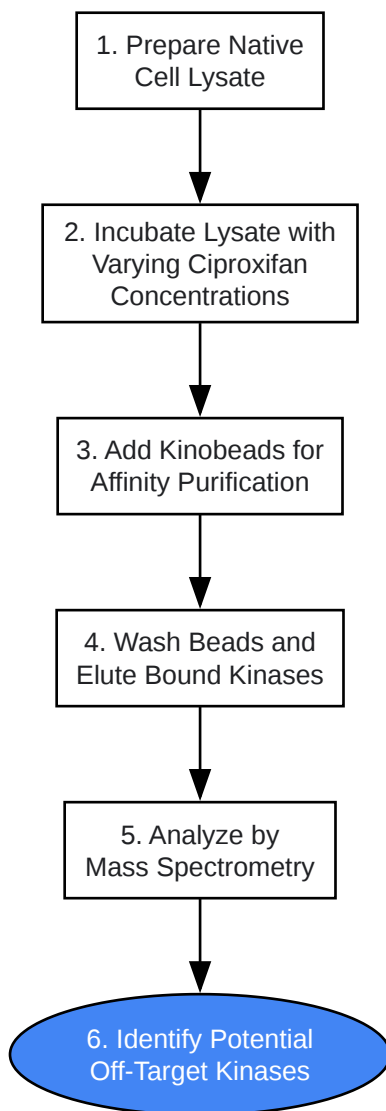 1. Prepare Native
Cell Lysate
2. Incubate Lysate with
Varying Ciproxifan
Concentrations
3. Add Kinobeads for
Affinity Purification
4. Wash Beads and
Elute Bound Kinases
5. Analyze by
Mass Spectrometry
6. Identify Potential
Off-Target Kinases